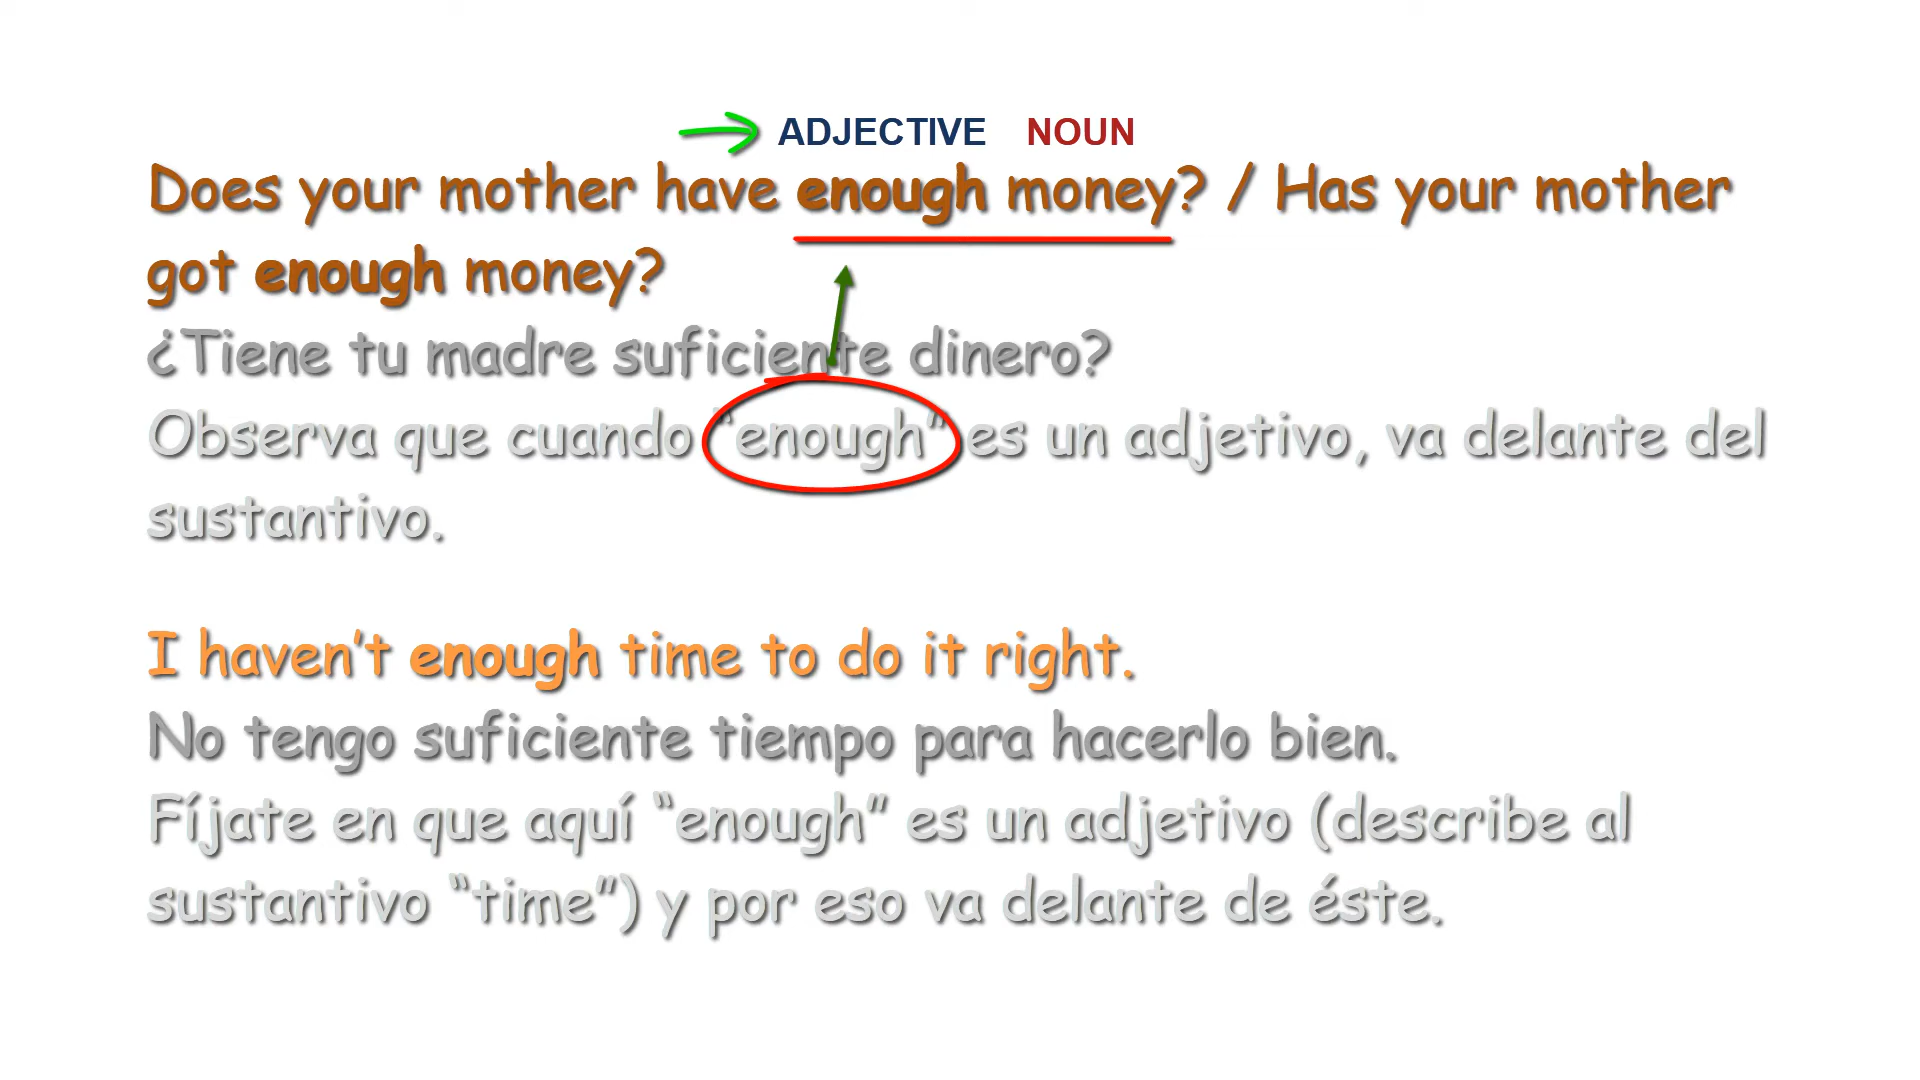 ADJECTIVE NOUN
Does your mother have enough money? / Has your mother
got enough money?
¿Tiene tu madre suficiente dinero?
Observa que cuando “enough” es un adjetivo, va delante del
sustantivo.
I haven’t enough time to do it right.
No tengo suficiente tiempo para hacerlo bien.
Fíjate en que aquí “enough” es un adjetivo (describe al
sustantivo “time”) y por eso va delante de éste.